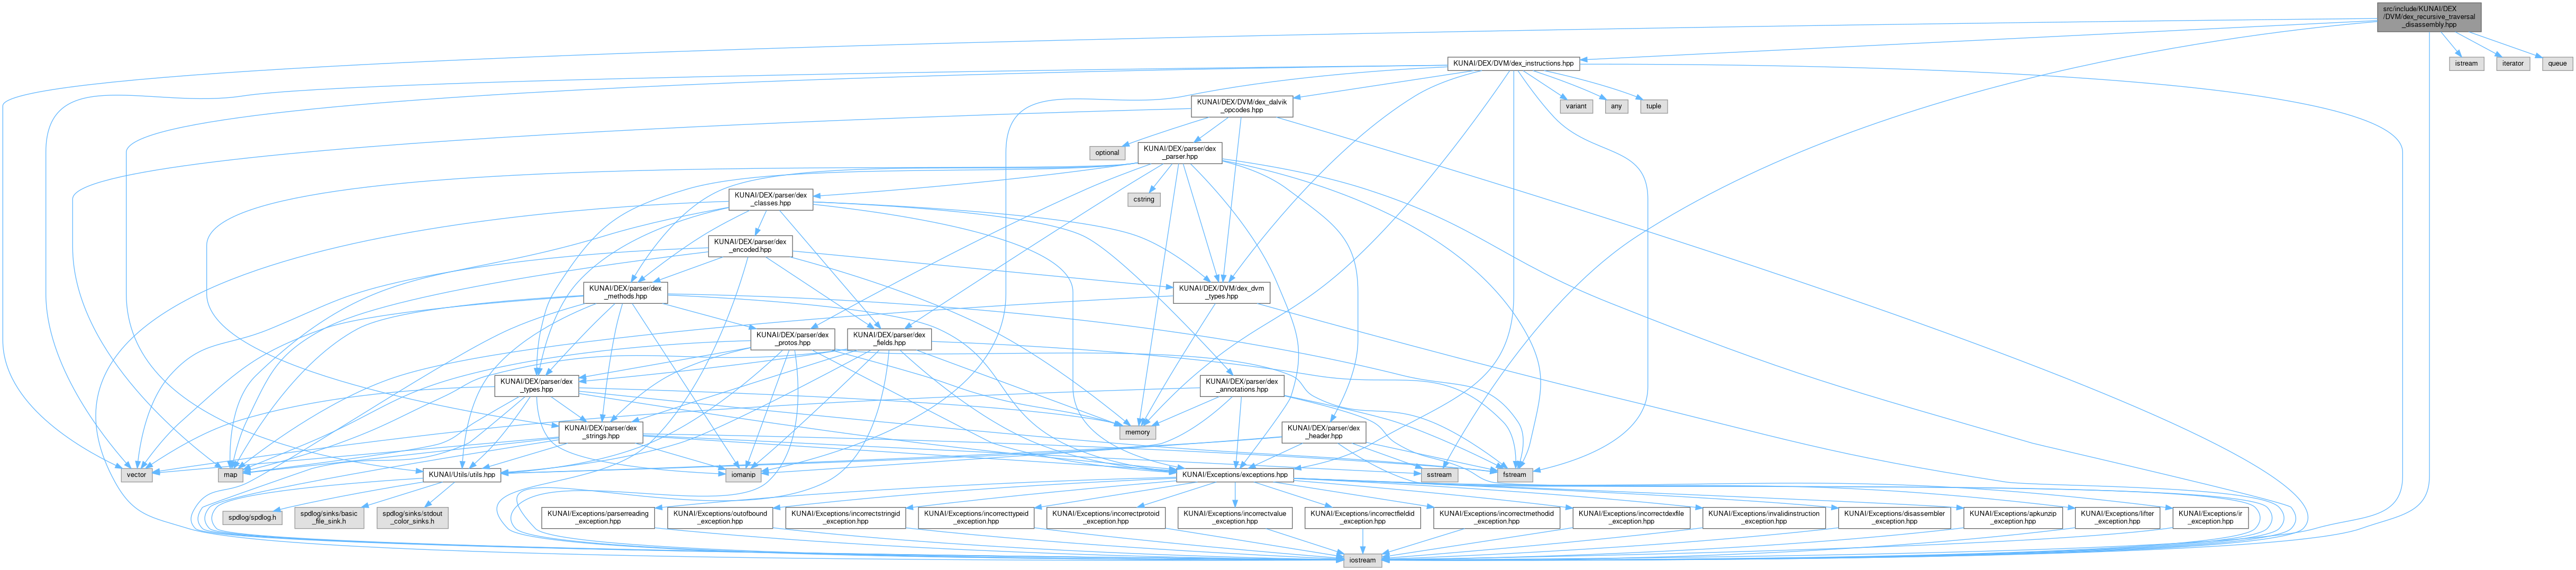 src/include/KUNAI/DEX
/DVM/dex_recursive_traversal
_disassembly.hpp
KUNAI/DEX/DVM/dex_instructions.hpp
istream
iterator
queue
KUNAI/DEX/DVM/dex_dalvik
_opcodes.hpp
variant
any
tuple
optional
KUNAI/DEX/parser/dex
_parser.hpp
KUNAI/DEX/parser/dex
_classes.hpp
cstring
KUNAI/DEX/parser/dex
_encoded.hpp
KUNAI/DEX/parser/dex
_methods.hpp
KUNAI/DEX/DVM/dex_dvm
_types.hpp
KUNAI/DEX/parser/dex
_protos.hpp
KUNAI/DEX/parser/dex
_fields.hpp
KUNAI/DEX/parser/dex
_types.hpp
KUNAI/DEX/parser/dex
_annotations.hpp
KUNAI/DEX/parser/dex
_strings.hpp
memory
KUNAI/DEX/parser/dex
_header.hpp
vector
map
KUNAI/Utils/utils.hpp
iomanip
KUNAI/Exceptions/exceptions.hpp
sstream
fstream
spdlog/spdlog.h
spdlog/sinks/basic
_file_sink.h
spdlog/sinks/stdout
_color_sinks.h
KUNAI/Exceptions/parserreading
_exception.hpp
KUNAI/Exceptions/outofbound
_exception.hpp
KUNAI/Exceptions/incorrectstringid
_exception.hpp
KUNAI/Exceptions/incorrecttypeid
_exception.hpp
KUNAI/Exceptions/incorrectprotoid
_exception.hpp
KUNAI/Exceptions/incorrectvalue
_exception.hpp
KUNAI/Exceptions/incorrectfieldid
_exception.hpp
KUNAI/Exceptions/incorrectmethodid
_exception.hpp
KUNAI/Exceptions/incorrectdexfile
_exception.hpp
KUNAI/Exceptions/invalidinstruction
_exception.hpp
KUNAI/Exceptions/disassembler
_exception.hpp
KUNAI/Exceptions/apkunzip
_exception.hpp
KUNAI/Exceptions/lifter
_exception.hpp
KUNAI/Exceptions/ir
_exception.hpp
iostream